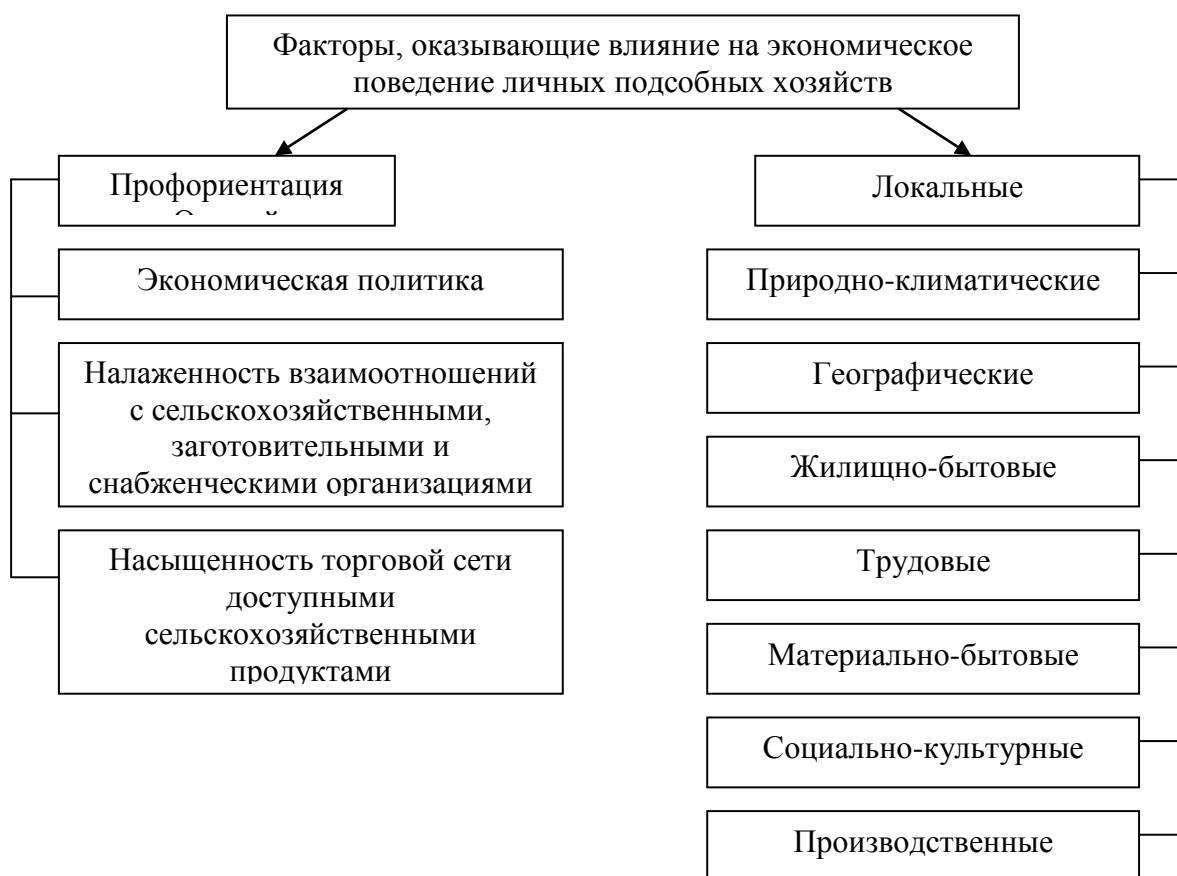 Факторы, оказывающие влияние на экономическое
поведение личных подсобных хозяйств
Профориентация
Экономическая политика
Налаженность взаимоотношений
с сельскохозяйственными,
заготовительными и
снабженческими организациями
Насыщенность торговой сети
доступными
сельскохозяйственными
продуктами
Локальные
Природно-климатические
Географические
Жилищно-бытовые
Трудовые
Материально-бытовые
Социально-культурные
Производственные